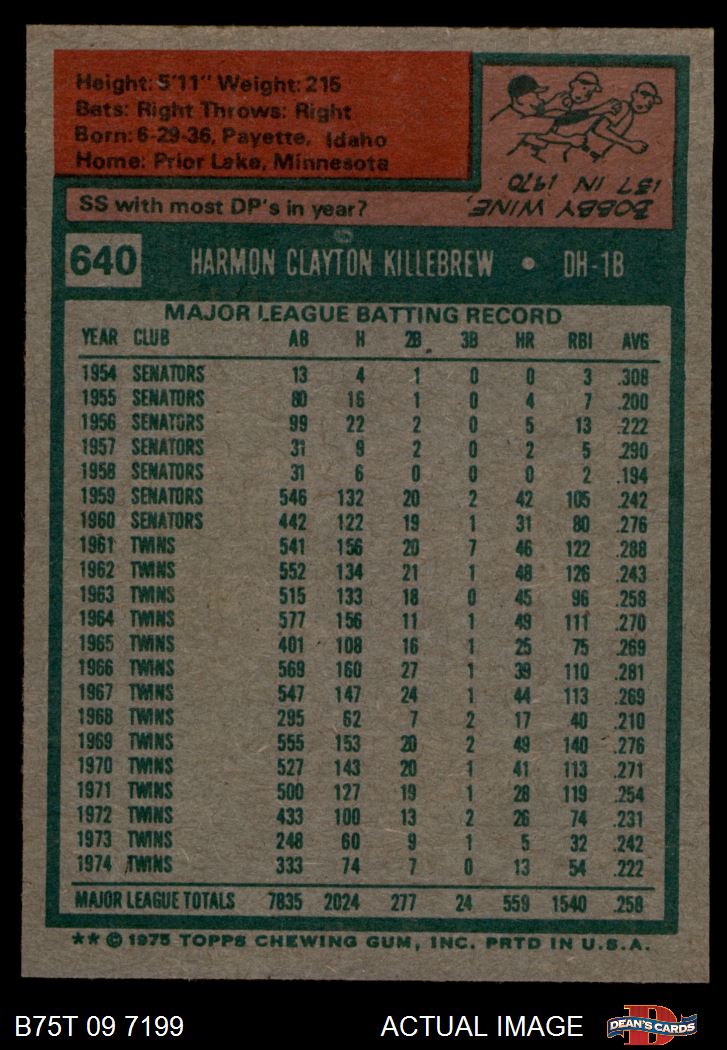 Height: 5'11" Weight: 215
Bats: Right Throws: Right
Born: 6-29-36, Payette, Idaho
Home: Prior Lake, Minnesota
SS with most DP's in year?
BOBBY WINE,
137 IN 1970
640 HARMON CLAYTON KILLEBREW • DH-1B
MAJOR LEAGUE BATTING RECORD
YEAR CLUB AB H 2B 3B HR RBI AVG
1954 SENATORS 13 4 1 0 0 3 .308
1955 SENATORS 80 16 1 0 4 7 .200
1956 SENATORS 99 22 2 0 5 13 .222
1957 SENATORS 31 9 2 0 2 5 .290
1958 SENATORS 31 6 0 0 0 2 .194
1959 SENATORS 546 132 20 2 42 105 .242
1960 SENATORS 442 122 19 1 31 80 .276
1961 TWINS 541 156 20 7 46 122 .288
1962 TWINS 552 134 21 1 48 126 .243
1963 TWINS 515 133 18 0 45 96 .258
1964 TWINS 577 156 11 1 49 111 .270
1965 TWINS 401 108 16 1 25 75 .269
1966 TWINS 569 160 27 1 39 110 .281
1967 TWINS 547 147 24 1 44 113 .269
1968 TWINS 295 62 7 2 17 40 .210
1969 TWINS 555 153 20 2 49 140 .276
1970 TWINS 527 143 20 1 41 113 .271
1971 TWINS 500 127 19 1 28 119 .254
1972 TWINS 433 100 13 2 26 74 .231
1973 TWINS 248 60 9 1 5 32 .242
1974 TWINS 333 74 7 0 13 54 .222
MAJOR LEAGUE TOTALS 7835 2024 277 24 559 1540 .258
** © 1975 TOPPS CHEWING GUM, INC. PRTD IN U.S.A.
B75T 09 7199 ACTUAL IMAGE DEAN'S CARDS